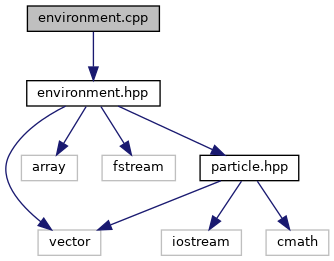 environment.cpp
environment.hpp
array
fstream
particle.hpp
vector
iostream
cmath